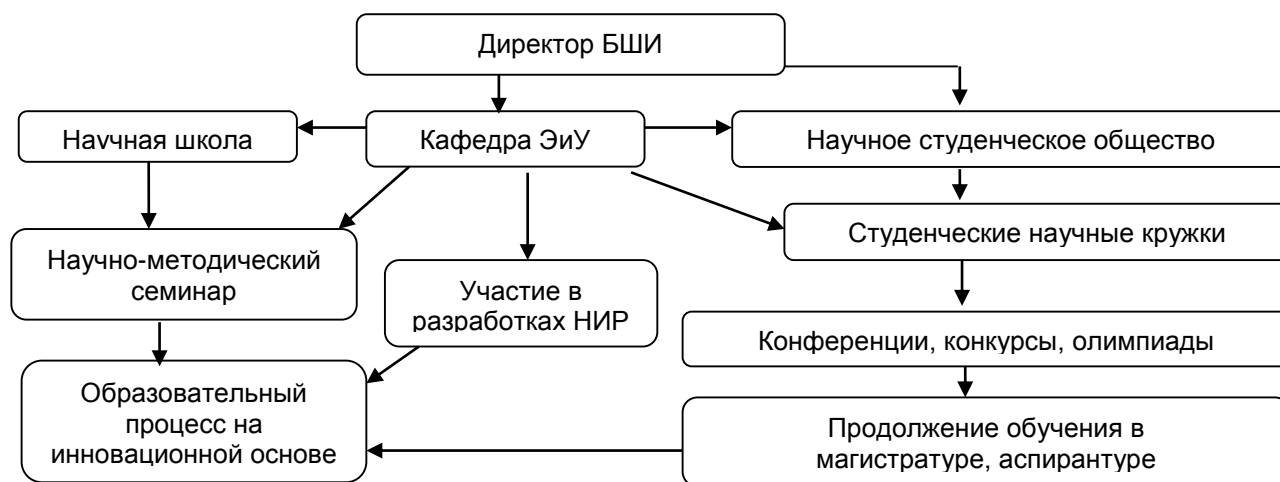 Директор БШИ
Научная школа
Кафедра ЭиУ
Научное студенческое общество
Научно-методический
семинар
Участие в
разработках НИР
Студенческие научные кружки
Конференции, конкурсы, олимпиады
Образовательный
процесс на
инновационной основе
Продолжение обучения в
магистратуре, аспирантуре